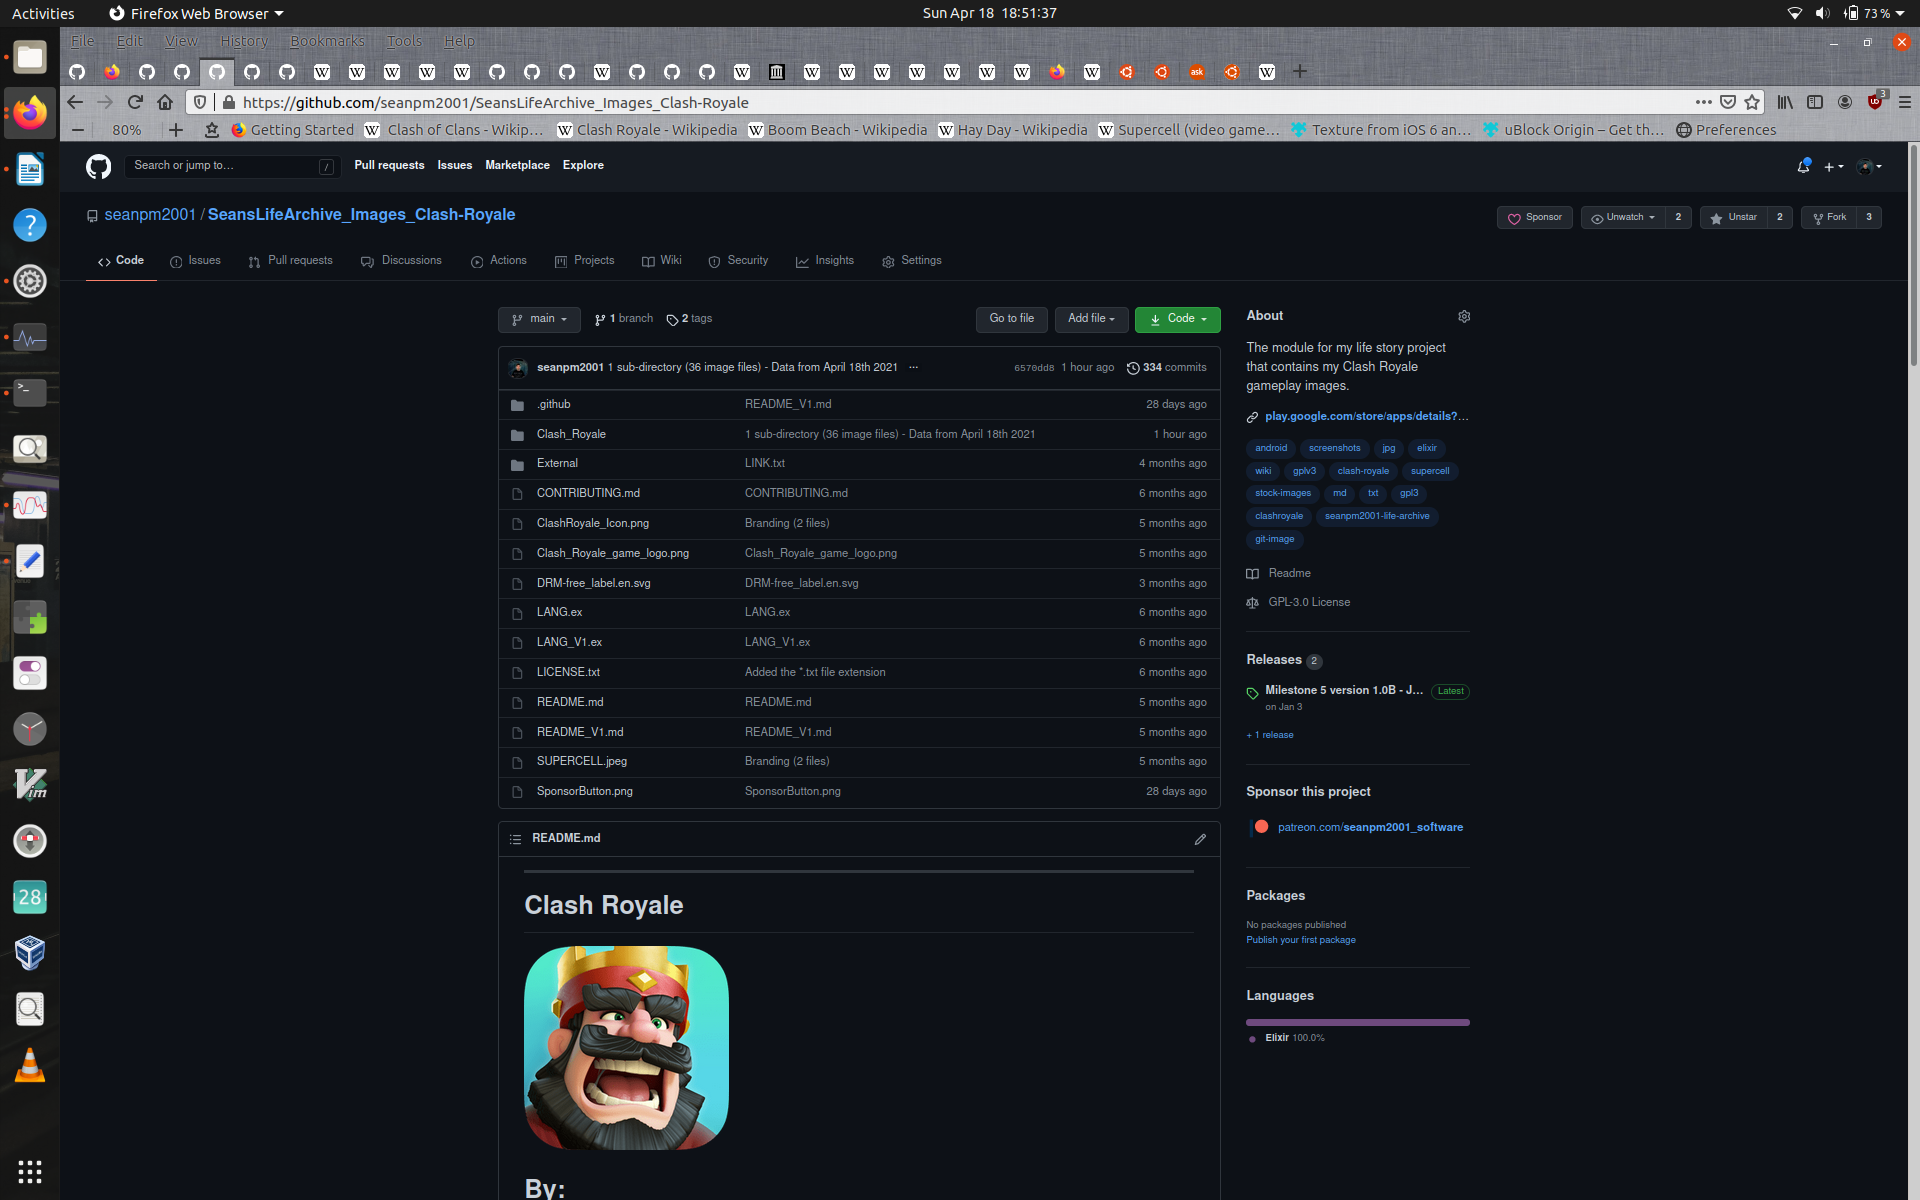 Activities Firefox Web Browser Sun Apr 18 18:51:37 73 %
File Edit View History Bookmarks Tools Help
https://github.com/seanpm2001/SeansLifeArchive_Images_Clash-Royale 3
80% Getting Started Clash of Clans - Wikip… Clash Royale - Wikipedia Boom Beach - Wikipedia Hay Day - Wikipedia Supercell (video game… Texture from iOS 6 an… uBlock Origin – Get th… Preferences
Search or jump to… / Pull requests Issues Marketplace Explore
seanpm2001 / SeansLifeArchive_Images_Clash-Royale Sponsor Unwatch 2 Unstar 2 Fork 3
Code Issues Pull requests Discussions Actions Projects Wiki Security Insights Settings
main 1 branch 2 tags Go to file Add file Code
seanpm2001 1 sub-directory (36 image files) - Data from April 18th 2021 … 6570dd8 1 hour ago 334 commits
.github README_V1.md 28 days ago
Clash_Royale 1 sub-directory (36 image files) - Data from April 18th 2021 1 hour ago
External LINK.txt 4 months ago
CONTRIBUTING.md CONTRIBUTING.md 6 months ago
ClashRoyale_Icon.png Branding (2 files) 5 months ago
Clash_Royale_game_logo.png Clash_Royale_game_logo.png 5 months ago
DRM-free_label.en.svg DRM-free_label.en.svg 3 months ago
LANG.ex LANG.ex 6 months ago
LANG_V1.ex LANG_V1.ex 6 months ago
LICENSE.txt Added the *.txt file extension 6 months ago
README.md README.md 5 months ago
README_V1.md README_V1.md 5 months ago
SUPERCELL.jpeg Branding (2 files) 5 months ago
SponsorButton.png SponsorButton.png 28 days ago
README.md
Clash Royale
By:
About
The module for my life story project
that contains my Clash Royale
gameplay images.
play.google.com/store/apps/details?…
android screenshots jpg elixir
wiki gplv3 clash-royale supercell
stock-images md txt gpl3
clashroyale seanpm2001-life-archive
git-image
Readme
GPL-3.0 License
Releases 2
Milestone 5 version 1.0B - J… Latest
on Jan 3
+ 1 release
Sponsor this project
patreon.com/seanpm2001_software
Packages
No packages published
Publish your first package
Languages
Elixir 100.0%
28